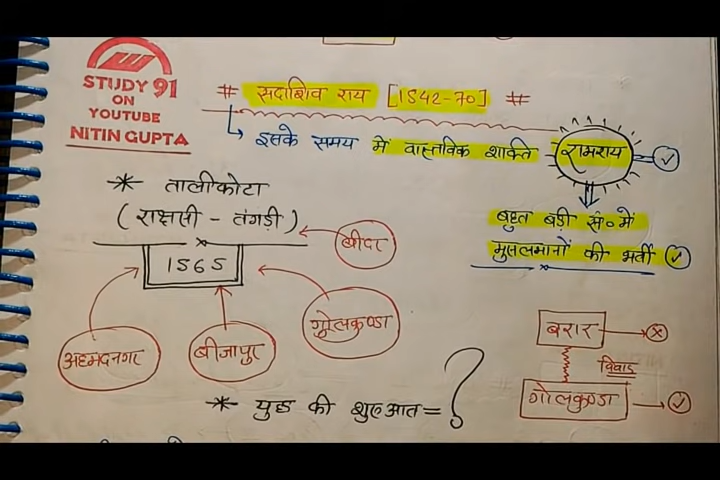 STUDY 91
ON
YOUTUBE
NITIN GUPTA
# सदाशिव राय [1542-70] #
इसके समय में वास्तविक शक्ति रामराय
बहुत बड़ी सं० में
मुसलमानों की भर्ती
* तालीकोटा
(राक्षसी - तंगड़ी)
बीदर
1565
अहमदनगर
बीजापुर
गोलकुण्डा
बरार
विवाद
गोलकुण्डा
* युद्ध की शुरुआत = ?